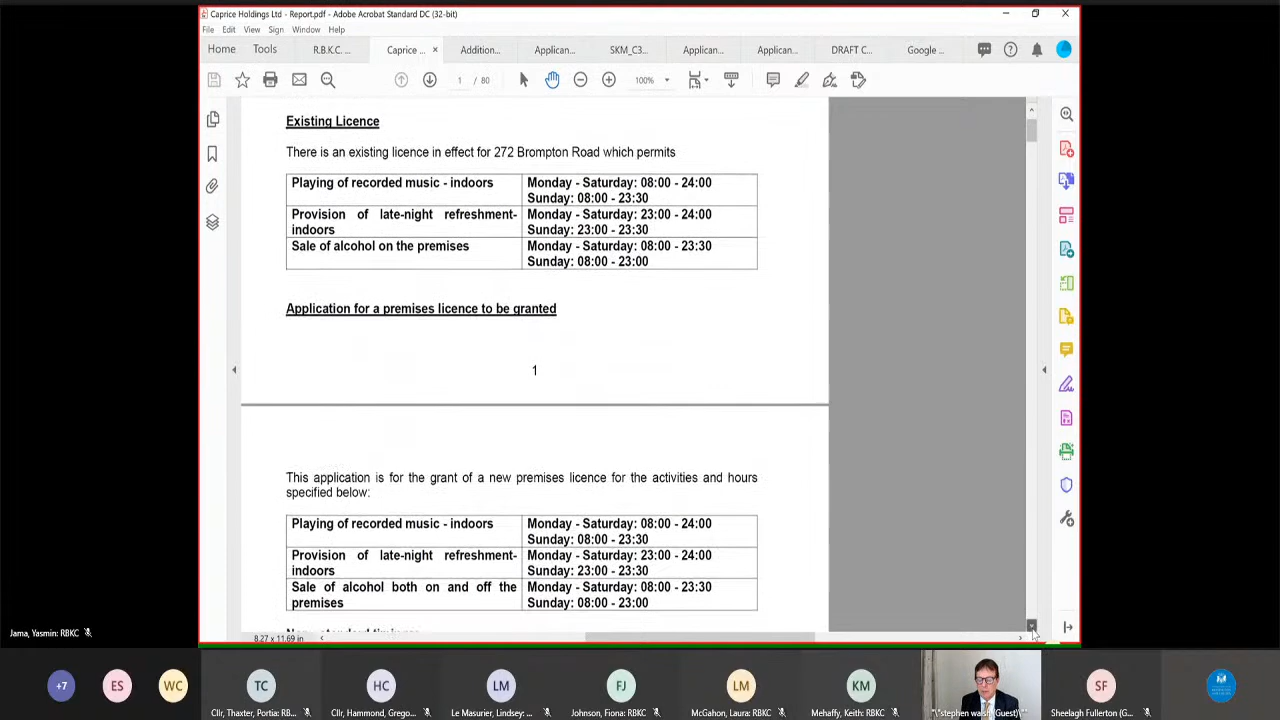 Caprice Holdings Ltd - Report.pdf - Adobe Acrobat Standard DC (32-bit)
File Edit View Sign Window Help
Home Tools R.B.K.C. ... Caprice ... × Addition... Applican... SKM_C3... Applican... Applican... DRAFT C... Google ...
1 / 80 100%
Existing Licence
There is an existing licence in effect for 272 Brompton Road which permits
Playing of recorded music - indoors Monday - Saturday: 08:00 - 24:00
Sunday: 08:00 - 23:30
Provision of late-night refreshment- Monday - Saturday: 23:00 - 24:00
indoors Sunday: 23:00 - 23:30
Sale of alcohol on the premises Monday - Saturday: 08:00 - 23:30
Sunday: 08:00 - 23:00
Application for a premises licence to be granted
1
This application is for the grant of a new premises licence for the activities and hours
specified below:
Playing of recorded music - indoors Monday - Saturday: 08:00 - 24:00
Sunday: 08:00 - 23:30
Provision of late-night refreshment- Monday - Saturday: 23:00 - 24:00
indoors Sunday: 23:00 - 23:30
Sale of alcohol both on and off the Monday - Saturday: 08:00 - 23:30
premises Sunday: 08:00 - 23:00
8.27 x 11.69 in
Jama, Yasmin: RBKC
+7 ES WC TC HC LM FJ LM KM SF
Cllr, Thaxter, Portia: RB... Cllr, Hammond, Grego... Le Masurier, Lindsey: ... Johnson, Fiona: RBKC McGahon, Laura: RBKC Mehaffy, Keith: RBKC "\"stephen walsh (Guest)\"" Sheelagh Fullerton (G...